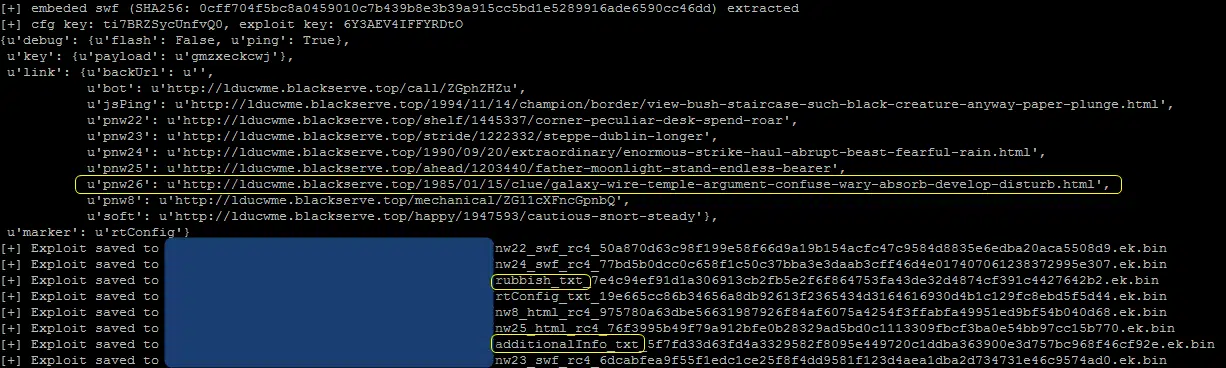 [+] embeded swf (SHA256: 0cff704f5bc8a0459010c7b439b8e3b39a915cc5bd1e5289916ade6590cc46dd) extracted
[+] cfg key: ti7BRZSycUnfvQ0, exploit key: 6Y3AEV4IFFYRDtO
{u'debug': {u'flash': False, u'ping': True},
 u'key': {u'payload': u'gmzxeckcwj'},
 u'link': {u'backUrl': u'',
           u'bot': u'http://lducwme.blackserve.top/call/ZGphZHZu',
           u'jsPing': u'http://lducwme.blackserve.top/1994/11/14/champion/border/view-bush-staircase-such-black-creature-anyway-paper-plunge.html',
           u'pnw22': u'http://lducwme.blackserve.top/shelf/1445337/corner-peculiar-desk-spend-roar',
           u'pnw23': u'http://lducwme.blackserve.top/stride/1222332/steppe-dublin-longer',
           u'pnw24': u'http://lducwme.blackserve.top/1990/09/20/extraordinary/enormous-strike-haul-abrupt-beast-fearful-rain.html',
           u'pnw25': u'http://lducwme.blackserve.top/ahead/1203440/father-moonlight-stand-endless-bearer',
           u'pnw26': u'http://lducwme.blackserve.top/1985/01/15/clue/galaxy-wire-temple-argument-confuse-wary-absorb-develop-disturb.html',
           u'pnw8': u'http://lducwme.blackserve.top/mechanical/ZG11cXFncGpnbQ',
           u'soft': u'http://lducwme.blackserve.top/happy/1947593/cautious-snort-steady'},
 u'marker': u'rtConfig'}
[+] Exploit saved to nw22_swf_rc4_50a870d63c98f199e58f66d9a19b154acfc47c9584d8835e6edba20aca5508d9.ek.bin
[+] Exploit saved to nw24_swf_rc4_77bd5b0dcc0c658f1c50c37bba3e3daab3cff46d4e017407061238372995e307.ek.bin
[+] Exploit saved to rubbish_txt_7e4c94ef91d1a306913cb2fb5e2f6f864753fa43de32d4874cf391c4427642b2.ek.bin
[+] Exploit saved to rtConfig_txt_19e665cc86b34656a8db92613f2365434d3164616930d4b1c129fc8ebd5f5d44.ek.bin
[+] Exploit saved to nw8_html_rc4_975780a63dbe56631987926f84af6075a4254f3ffabfa49951ed9bf54b040d68.ek.bin
[+] Exploit saved to nw25_html_rc4_76f3995b49f79a912bfe0b28329ad5bd0c1113309fbcf3ba0e54bb97cc15b770.ek.bin
[+] Exploit saved to additionalInfo_txt_5f7fd33d63fd4a3329582f8095e449720c1ddba363900e3d757bc968f46cf92e.ek.bin
[+] Exploit saved to nw23_swf_rc4_6dcabfea9f55f1edc1ce25f8f4dd9581f123d4aea1dba2d734731e46c9574ad0.ek.bin